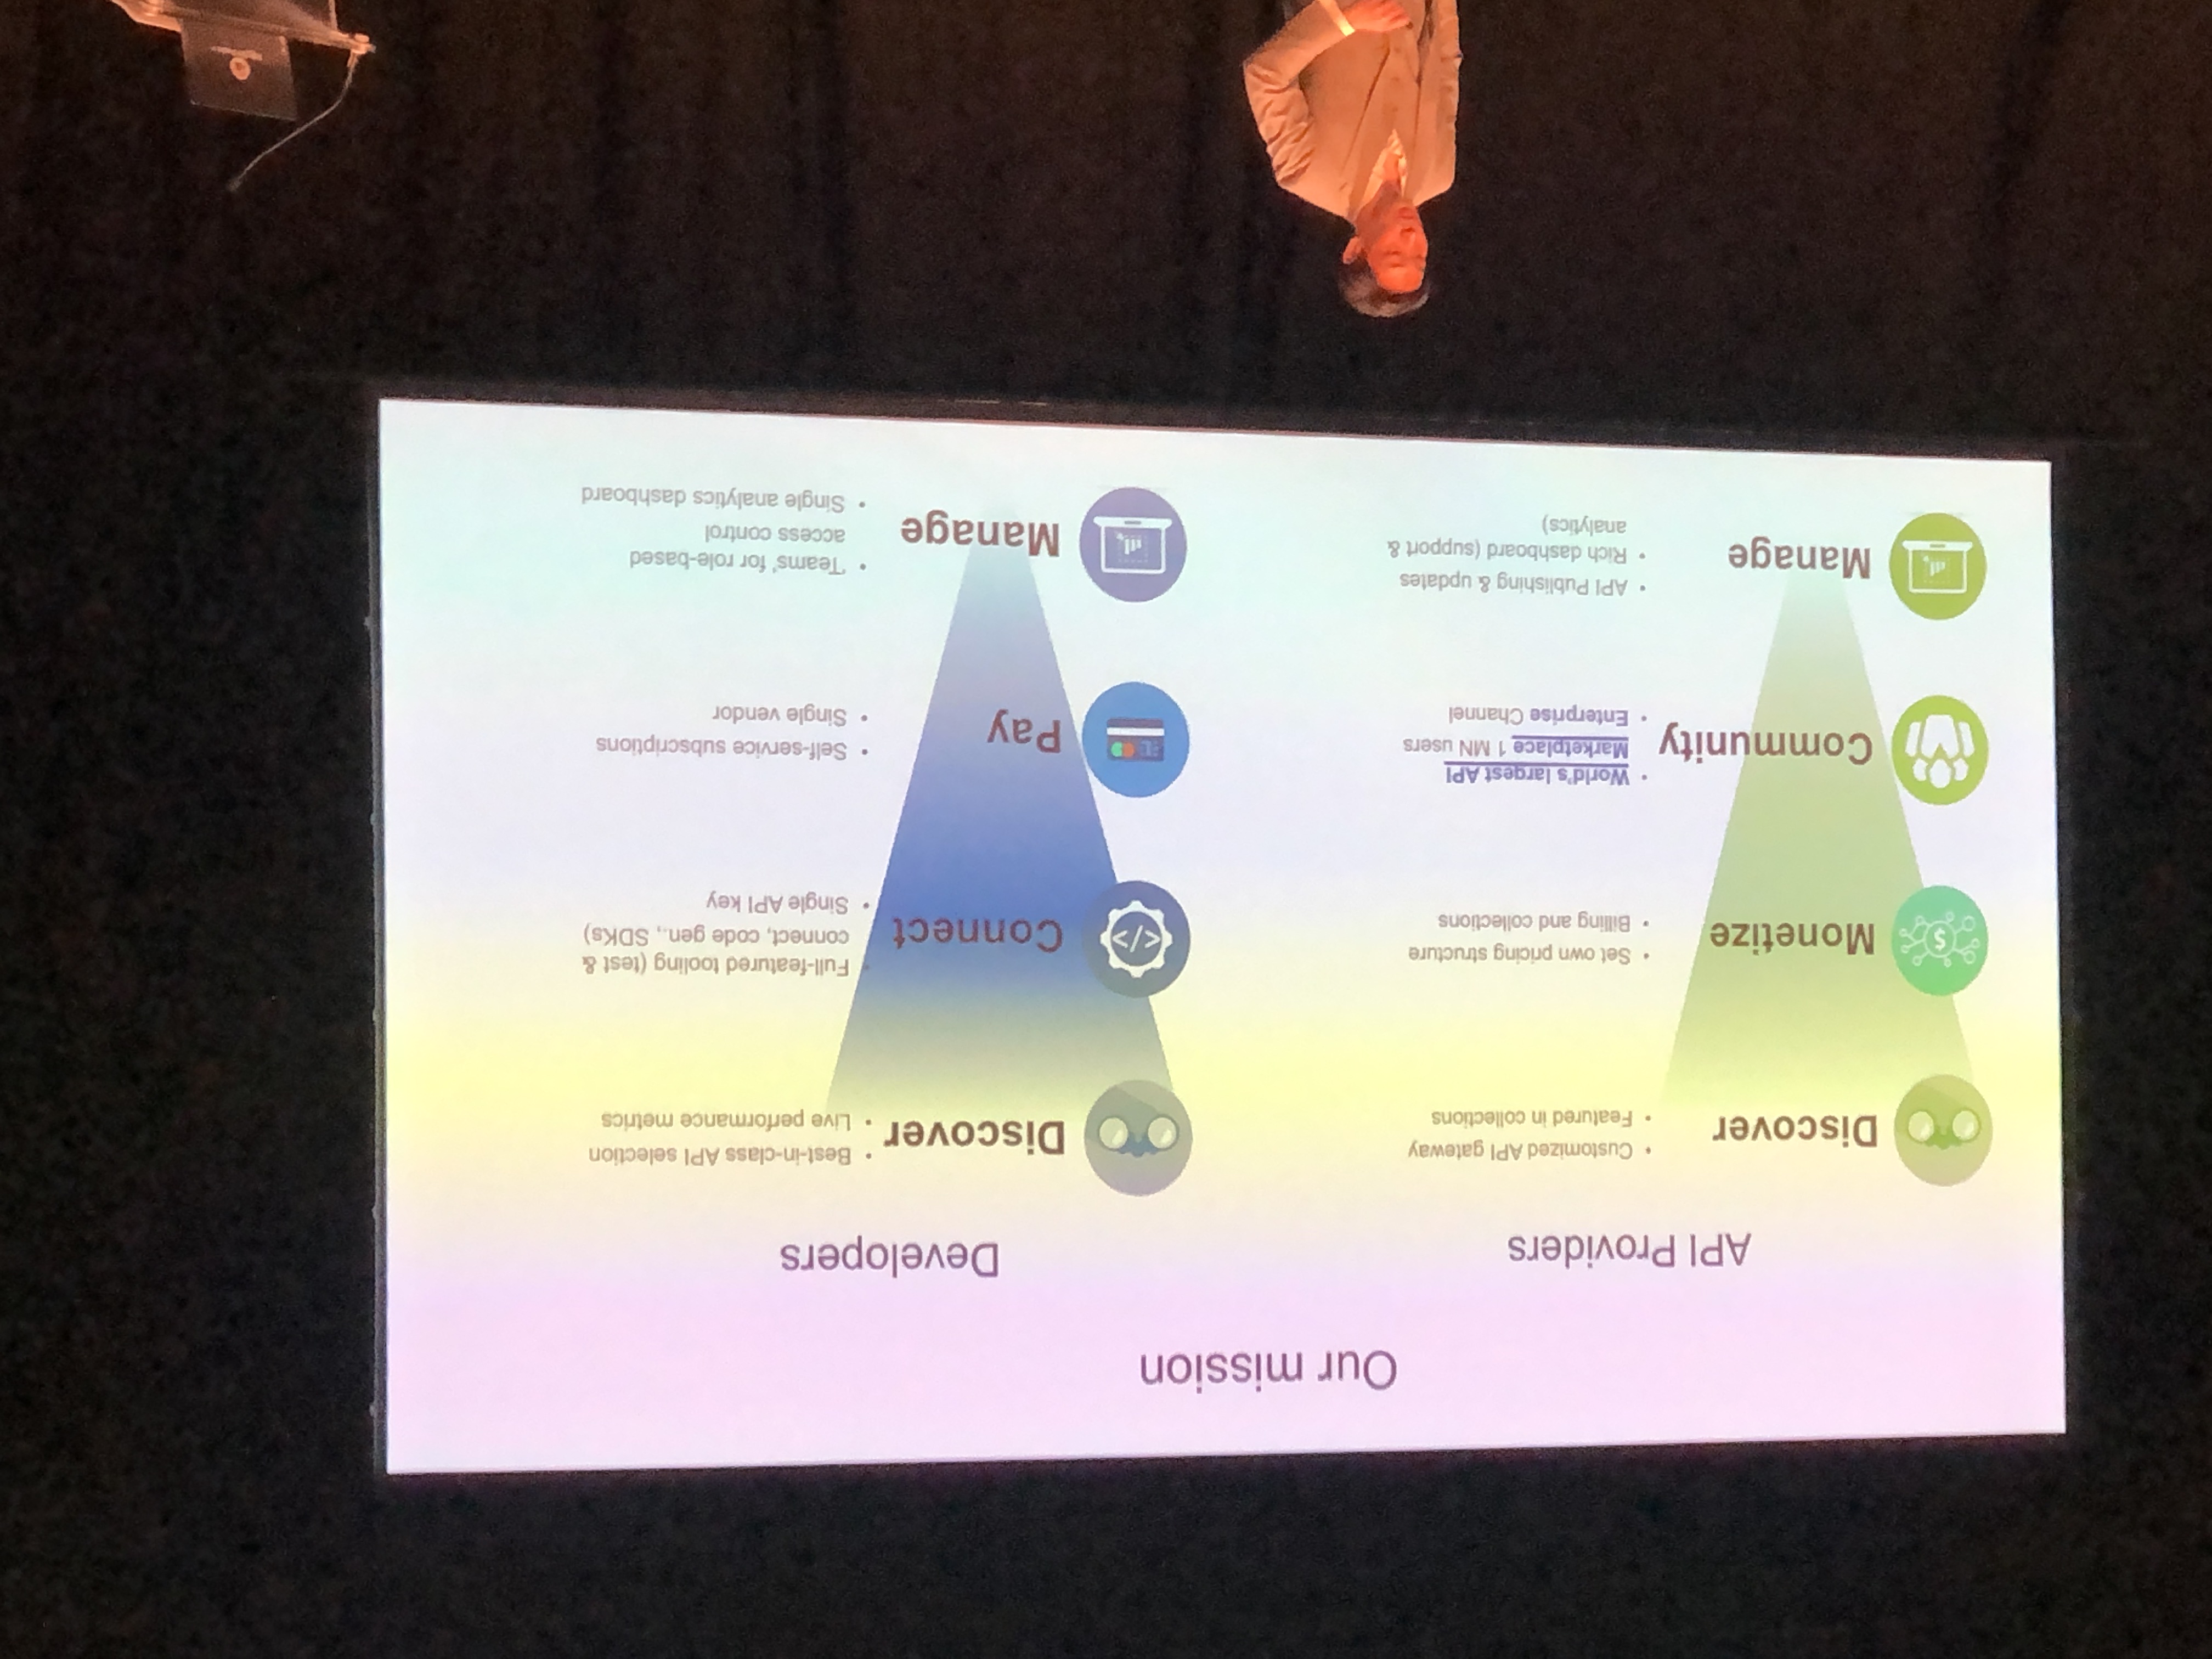 Our mission
API Providers
Discover
• Customized API gateway
• Featured in collections
Monetize
• Set own pricing structure
• Billing and collections
Community
• World's largest API
Marketplace 1 MN users
• Enterprise Channel
Manage
• API Publishing & updates
• Rich dashboard (support &
analytics)
Developers
Discover
• Best-in-class API selection
• Live performance metrics
Connect
• Full-featured tooling (test &
connect, code gen., SDKs)
• Single API key
Pay
• Self-service subscriptions
• Single vendor
Manage
• 'Teams' for role-based
access control
• Single analytics dashboard